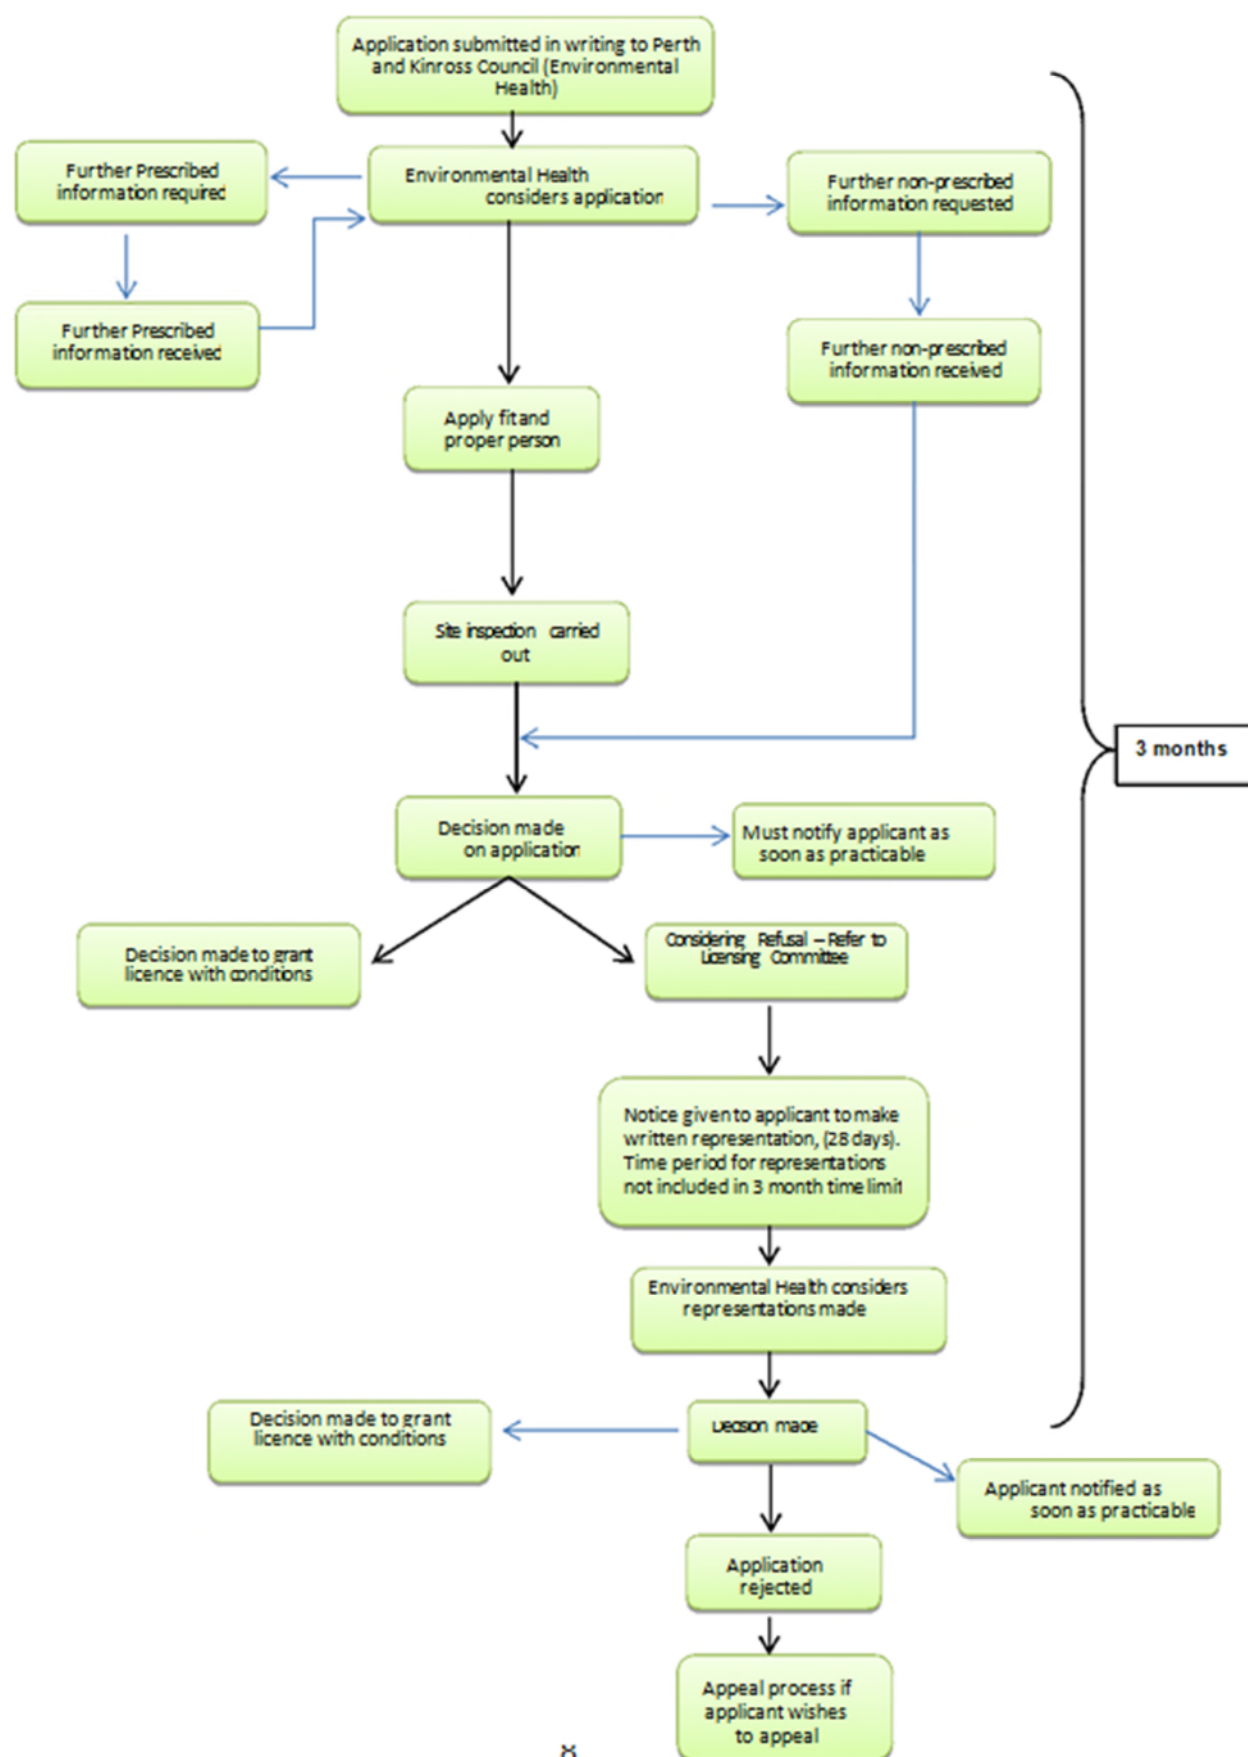 Application submitted in writing to Perth
and Kinross Council (Environmental
Health)
Further Prescribed
information required
Environmental Health
considers application
Further non-prescribed
information requested
Further Prescribed
information received
Further non-prescribed
information received
Apply fit and
proper person
Site inspection carried
out
3 months
Decision made
on application
Must notify applicant as
soon as practicable
Decision made to grant
licence with conditions
Considering Refusal – Refer to
Licensing Committee
Notice given to applicant to make
written representation, (28 days).
Time period for representations
not included in 3 month time limit
Environmental Health considers
representations made
Decision made to grant
licence with conditions
Decision made
Applicant notified as
soon as practicable
Application
rejected
Appeal process if
applicant wishes
to appeal